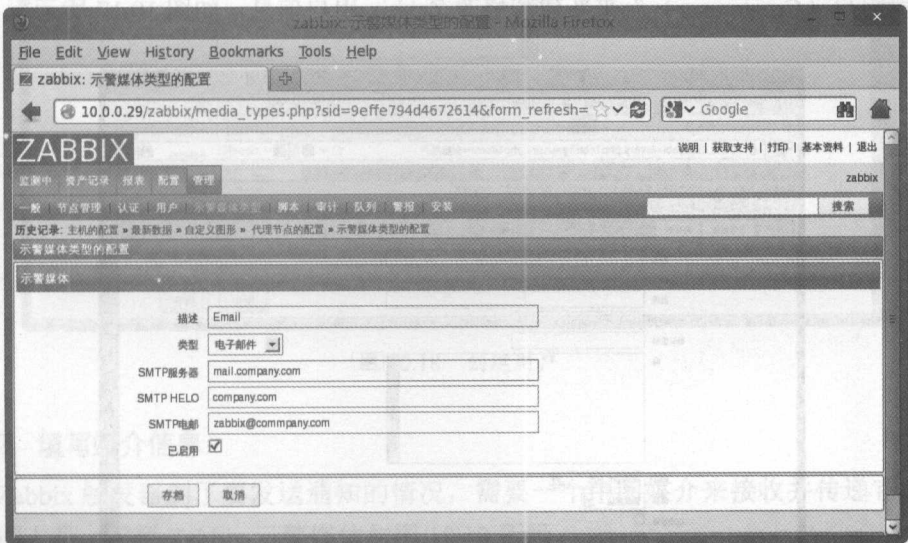 zabbix: 示警媒体类型的配置 - Mozilla Firefox
File Edit View History Bookmarks Tools Help
zabbix: 示警媒体类型的配置
10.0.0.29/zabbix/media_types.php?sid=9effe794d4672614&form_refresh= Google
ZABBIX
说明 | 获取支持 | 打印 | 基本资料 | 退出
监测中 资产记录 报表 配置 管理 zabbix
一般 | 节点管理 | 认证 | 用户 | 示警媒体类型 | 脚本 | 审计 | 队列 | 警报 | 安装 搜索
历史记录: 主机的配置 » 最新数据 » 自定义图形 » 代理节点的配置 » 示警媒体类型的配置
示警媒体类型的配置
示警媒体
描述 Email
类型 电子邮件
SMTP服务器 mail.company.com
SMTP HELO company.com
SMTP电邮 zabbix@commpany.com
已启用
存档 取消